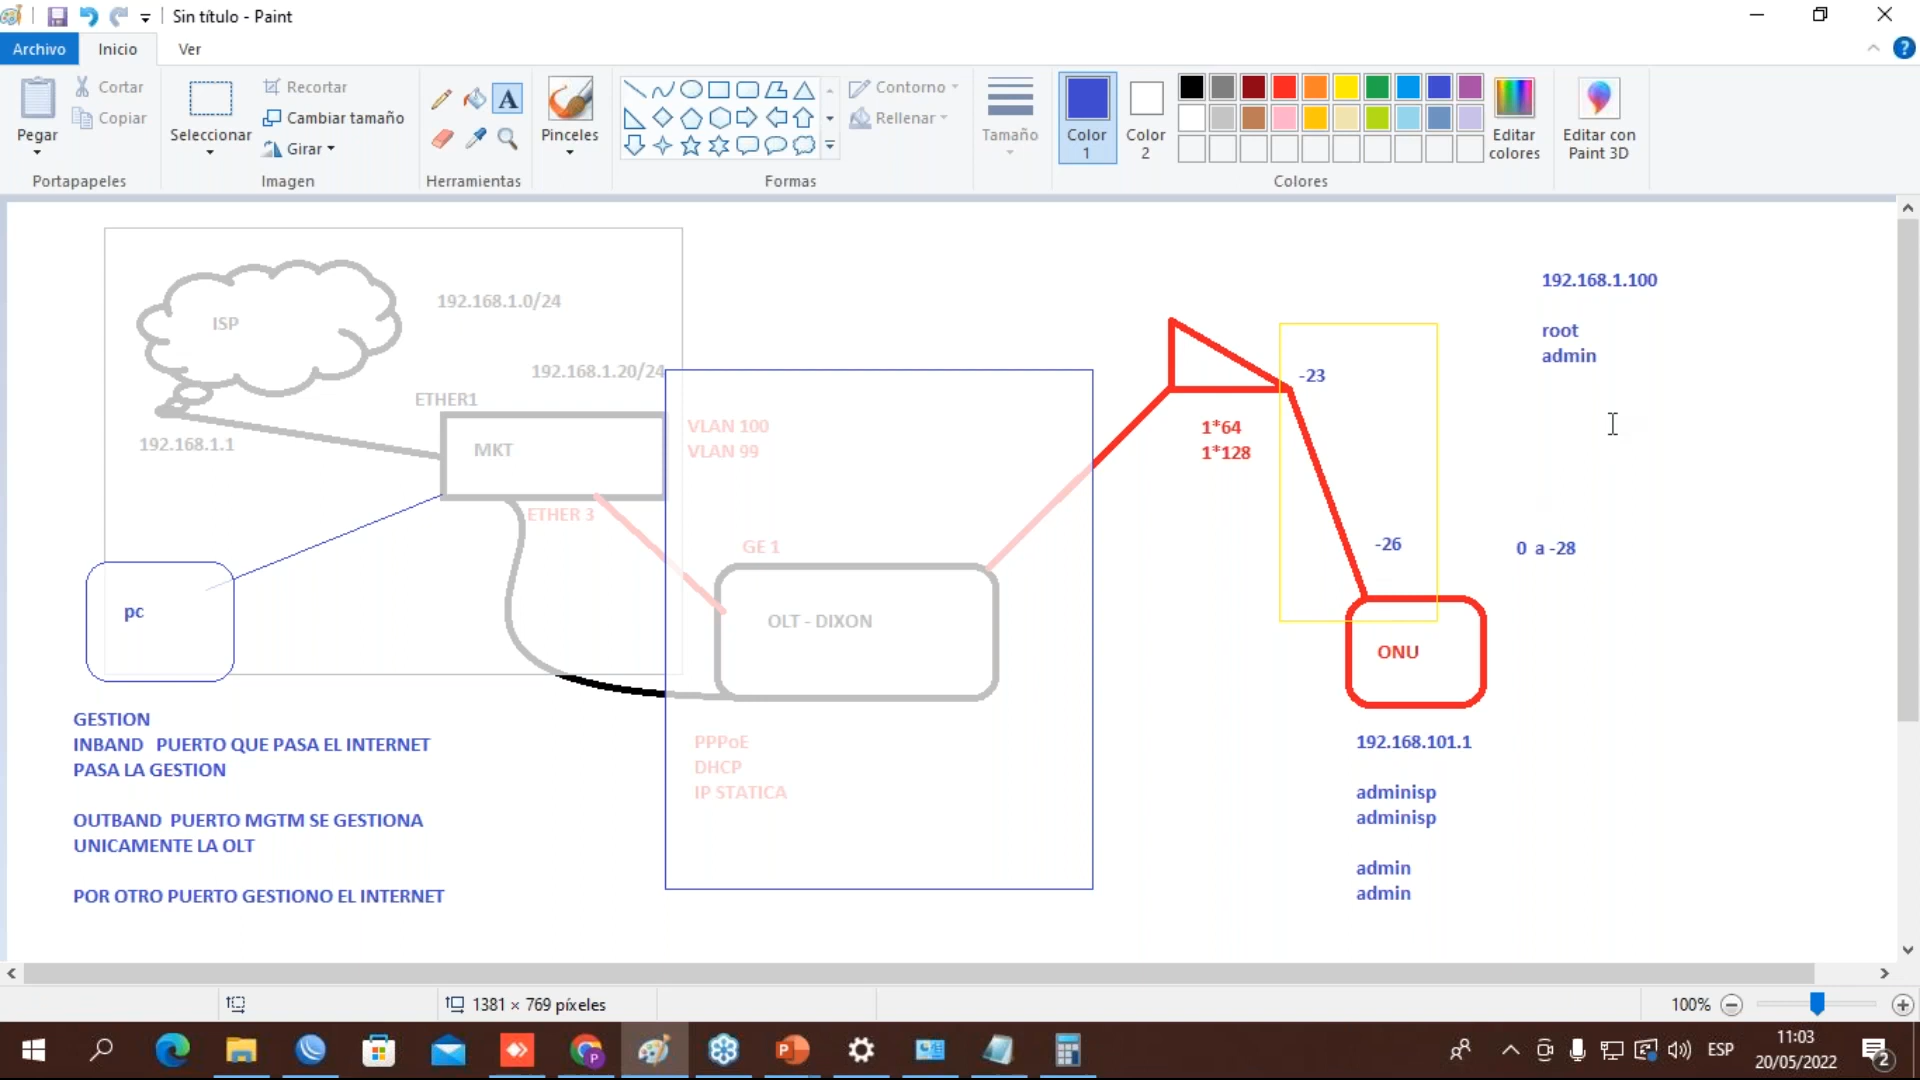 Sin título - Paint
Archivo
Inicio
Ver
Pegar
Cortar
Copiar
Portapapeles
Seleccionar
Recortar
Cambiar tamaño
Girar
Imagen
A
Herramientas
Pinceles
Formas
Contorno
Rellenar
Tamaño
Color 1
Color 2
Editar colores
Colores
Editar con Paint 3D
ISP
192.168.1.0/24
192.168.1.20/24
ETHER1
192.168.1.1
MKT
VLAN 100
VLAN 99
ETHER 3
GE 1
pc
OLT - DIXON
PPPoE
DHCP
IP STATICA
GESTION
INBAND PUERTO QUE PASA EL INTERNET
PASA LA GESTION
OUTBAND PUERTO MGTM SE GESTIONA
UNICAMENTE LA OLT
POR OTRO PUERTO GESTIONO EL INTERNET
1*64
1*128
-23
-26
ONU
192.168.1.100
root
admin
0 a -28
192.168.101.1
adminisp
adminisp
admin
admin
1381 × 769 píxeles
100%
ESP
11:03
20/05/2022
2